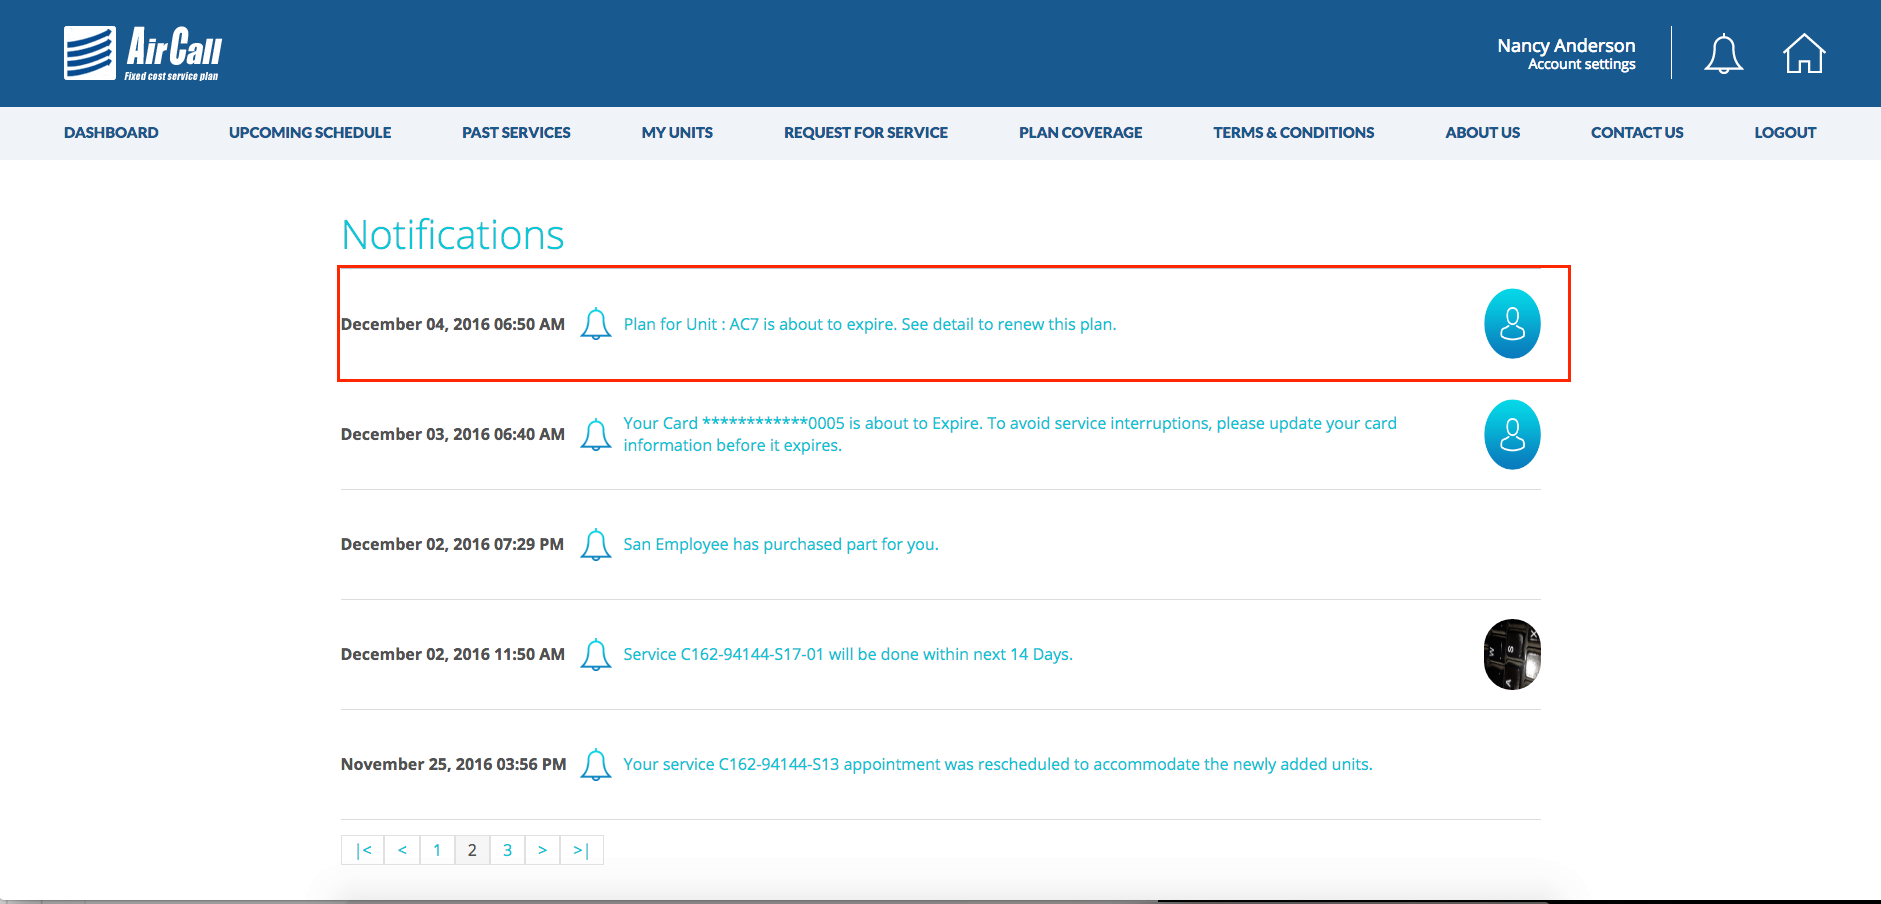 AirCall
Fixed cost service plan
Nancy Anderson
Account settings
DASHBOARD UPCOMING SCHEDULE PAST SERVICES MY UNITS REQUEST FOR SERVICE PLAN COVERAGE TERMS & CONDITIONS ABOUT US CONTACT US LOGOUT
Notifications
December 04, 2016 06:50 AM Plan for Unit : AC7 is about to expire. See detail to renew this plan.
December 03, 2016 06:40 AM Your Card ************0005 is about to Expire. To avoid service interruptions, please update your card
information before it expires.
December 02, 2016 07:29 PM San Employee has purchased part for you.
December 02, 2016 11:50 AM Service C162-94144-S17-01 will be done within next 14 Days.
W S A X
November 25, 2016 03:56 PM Your service C162-94144-S13 appointment was rescheduled to accommodate the newly added units.
|< < 1 2 3 > >|